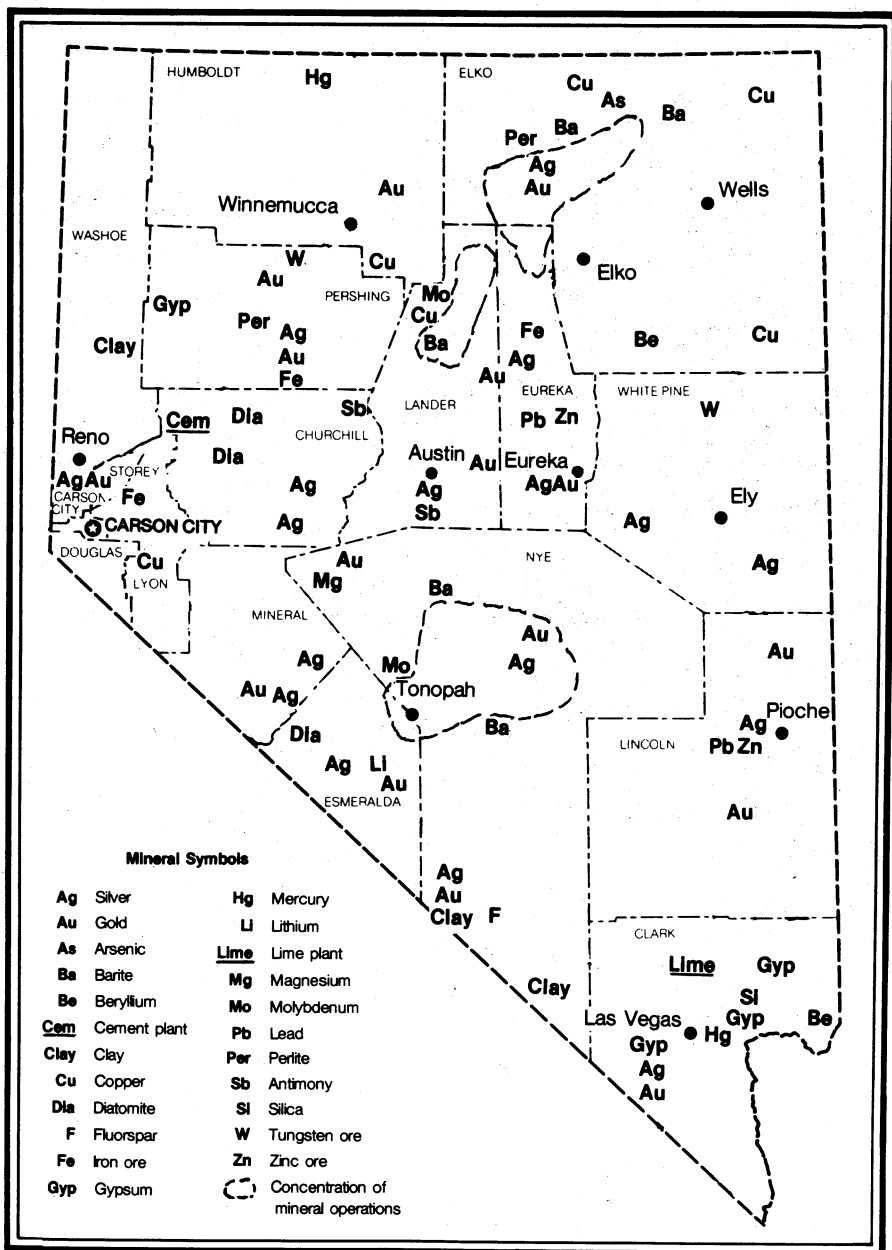 HUMBOLDT
Hg
ELKO
Cu
As
Cu
Ba
Ba
Per
Ag
Au
Au
Winnemucca
Wells
WASHOE
W
Cu
Au
Elko
PERSHING
Mo
Gyp
Cu
Per
Ag
Au
Fe
Clay
Ba
Fe
Ag
Au
EUREKA
Be
Cu
WHITE PINE
Sb
LANDER
W
Cem
Dia
CHURCHILL
Pb Zn
Reno
Dia
Austin
Au
Eureka
Ag Au
STOREY
CARSON
CITY
Fe
Ag
Ag
Sb
Ag Au
Ely
Ag
CARSON CITY
Ag
DOUGLAS
Cu
LYON
Au
Mg
NYE
Ag
Ba
MINERAL
Au
Ag
Ag
Mo
Au
Au
Ag
Tonopah
Ba
Dia
Ag
Pioche
LINCOLN
Pb Zn
Ag
Li
Au
ESMERALDA
Au
Ag
Au
Clay
F
CLARK
Lime
Gyp
Clay
Si
Las Vegas
Gyp
Be
Hg
Gyp
Ag
Au
Mineral Symbols
Ag Silver
Au Gold
As Arsenic
Ba Barite
Be Beryllium
Cem Cement plant
Clay Clay
Cu Copper
Dia Diatomite
F Fluorspar
Fe Iron ore
Gyp Gypsum
Hg Mercury
Li Lithium
Lime Lime plant
Mg Magnesium
Mo Molybdenum
Pb Lead
Per Perlite
Sb Antimony
Si Silica
W Tungsten ore
Zn Zinc ore
Concentration of
mineral operations